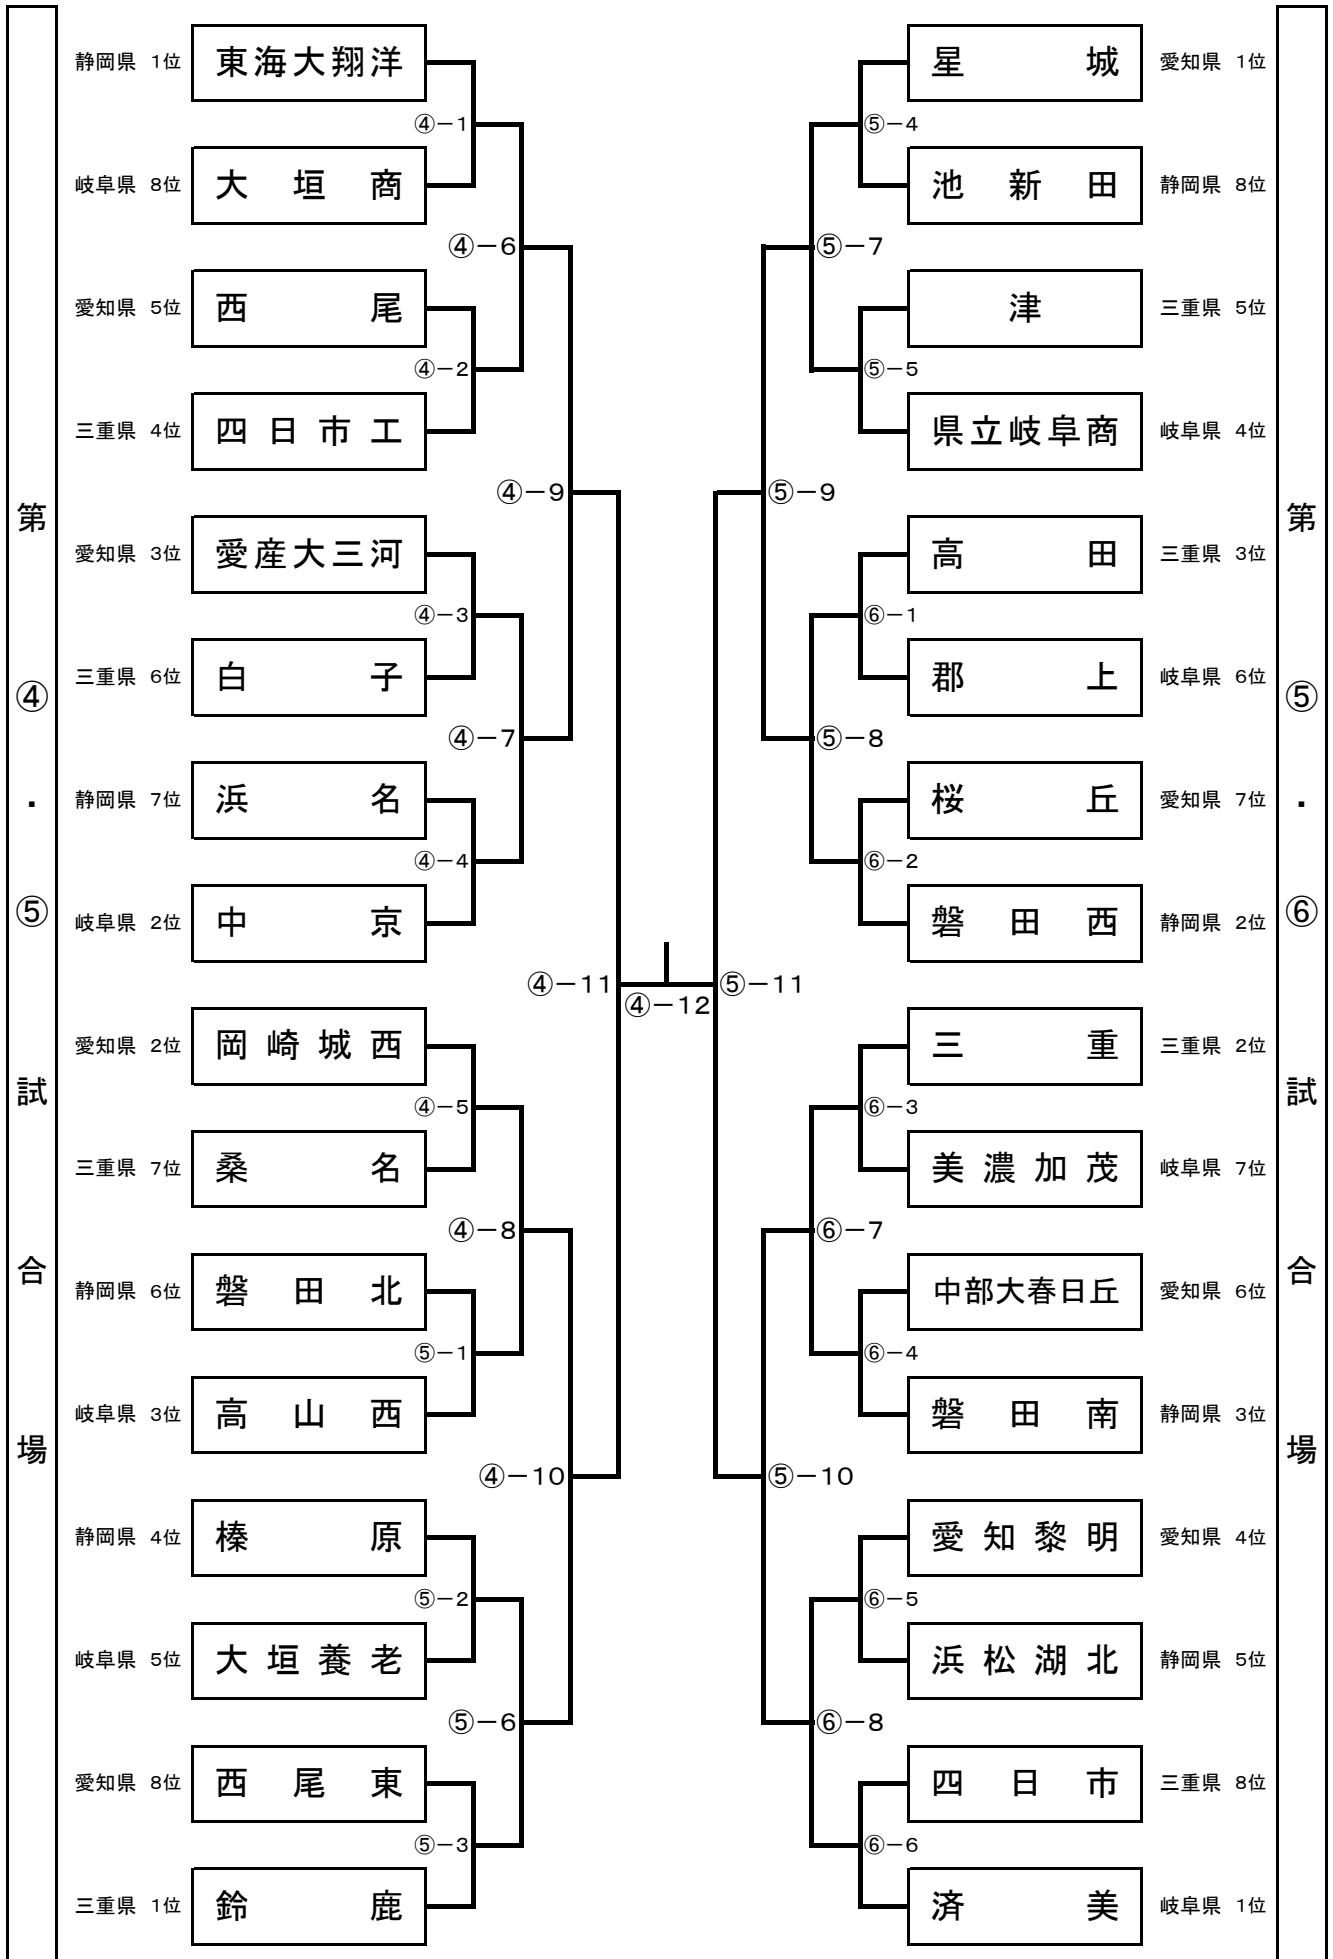 第④・⑤試合場
静岡県 1位 東海大翔洋
④－1
岐阜県 8位 大垣商
④－6
愛知県 5位 西尾
④－2
三重県 4位 四日市工
④－9
愛知県 3位 愛産大三河
④－3
三重県 6位 白子
④－7
静岡県 7位 浜名
④－4
岐阜県 2位 中京
④－11
愛知県 2位 岡崎城西
④－5
三重県 7位 桑名
④－8
静岡県 6位 磐田北
⑤－1
岐阜県 3位 高山西
④－10
静岡県 4位 榛原
⑤－2
岐阜県 5位 大垣養老
⑤－6
愛知県 8位 西尾東
⑤－3
三重県 1位 鈴鹿
④－12
星城 愛知県 1位
⑤－4
池新田 静岡県 8位
⑤－7
津 三重県 5位
⑤－5
県立岐阜商 岐阜県 4位
⑤－9
高田 三重県 3位
⑥－1
郡上 岐阜県 6位
⑤－8
桜丘 愛知県 7位
⑥－2
磐田西 静岡県 2位
⑤－11
三重 三重県 2位
⑥－3
美濃加茂 岐阜県 7位
⑥－7
中部大春日丘 愛知県 6位
⑥－4
磐田南 静岡県 3位
⑤－10
愛知黎明 愛知県 4位
⑥－5
浜松湖北 静岡県 5位
⑥－8
四日市 三重県 8位
⑥－6
済美 岐阜県 1位
第⑤・⑥試合場